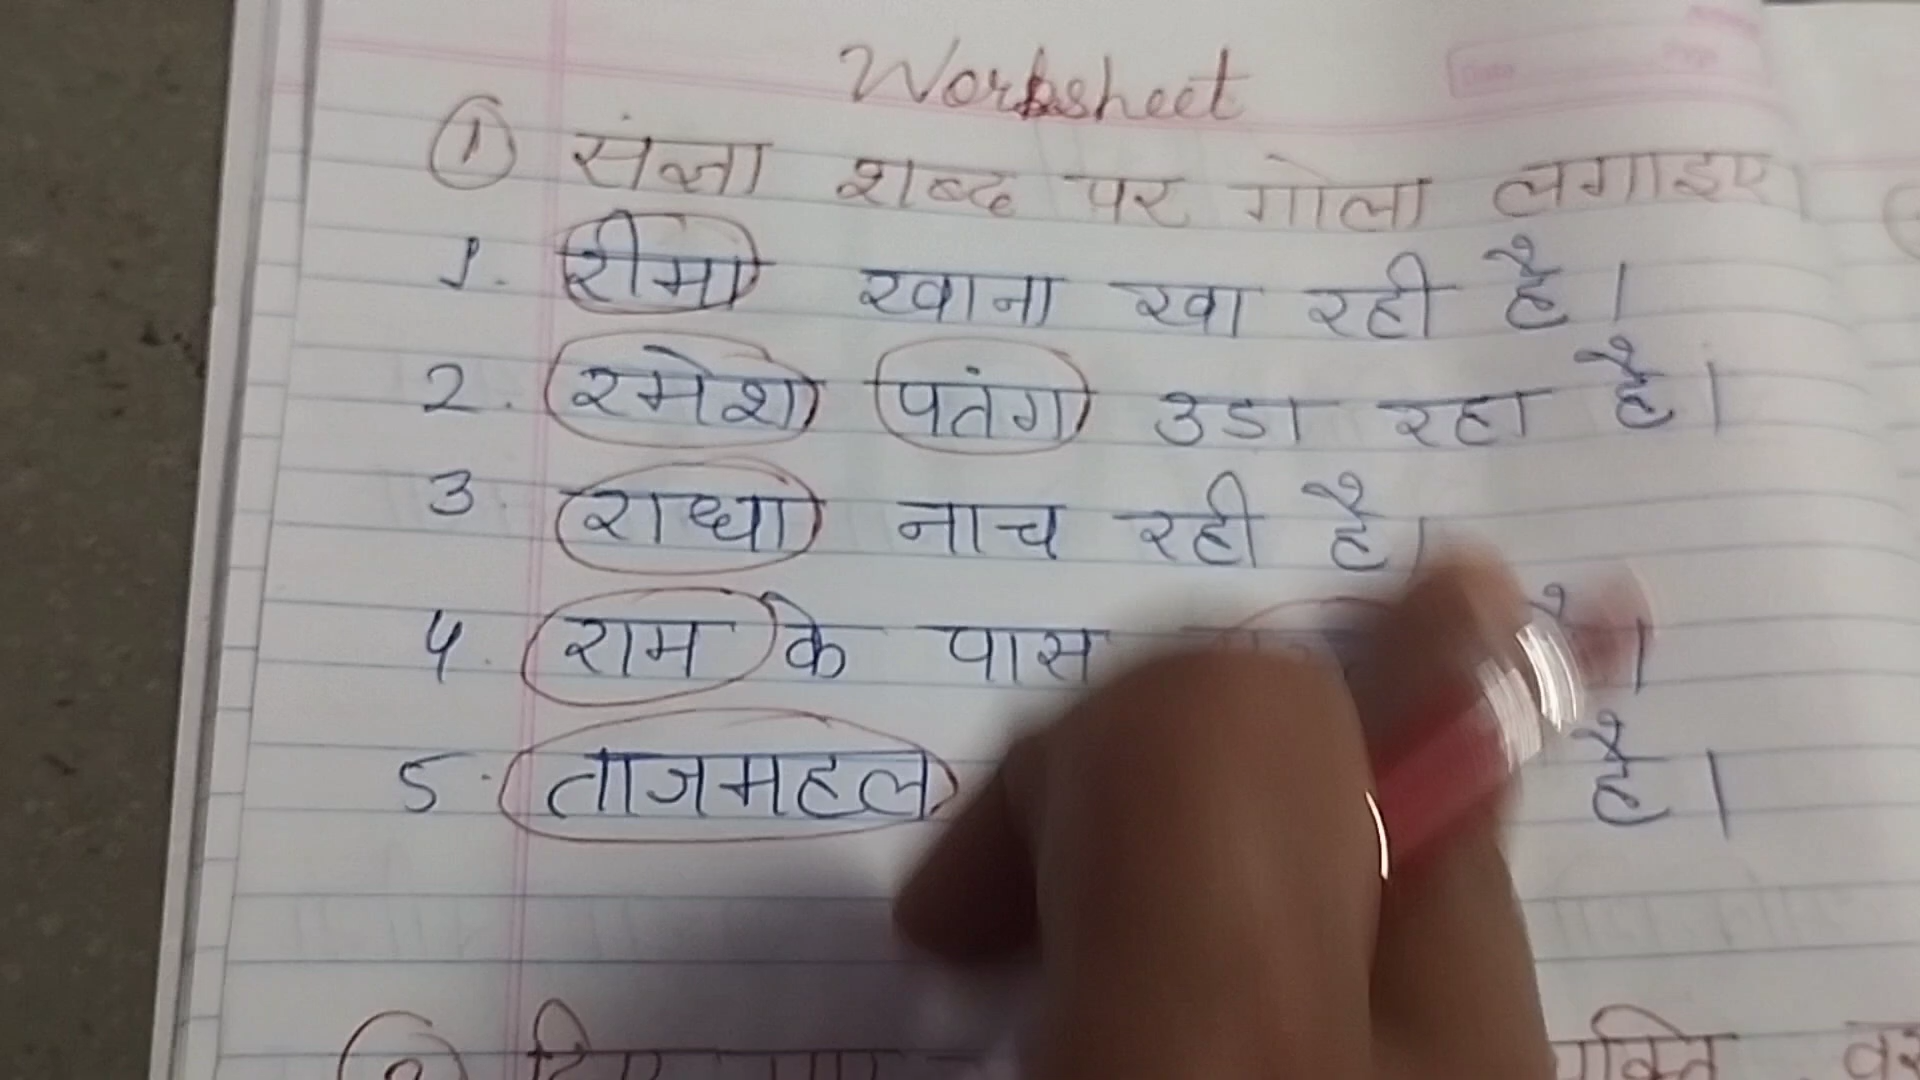 Worksheet
① संज्ञा शब्द पर गोला लगाइए
1. रीमा खाना खा रही है।
2. रमेश पतंग उडा रहा है।
3. राधा नाच रही है।
4. राम के पास है।
5. ताजमहल है।